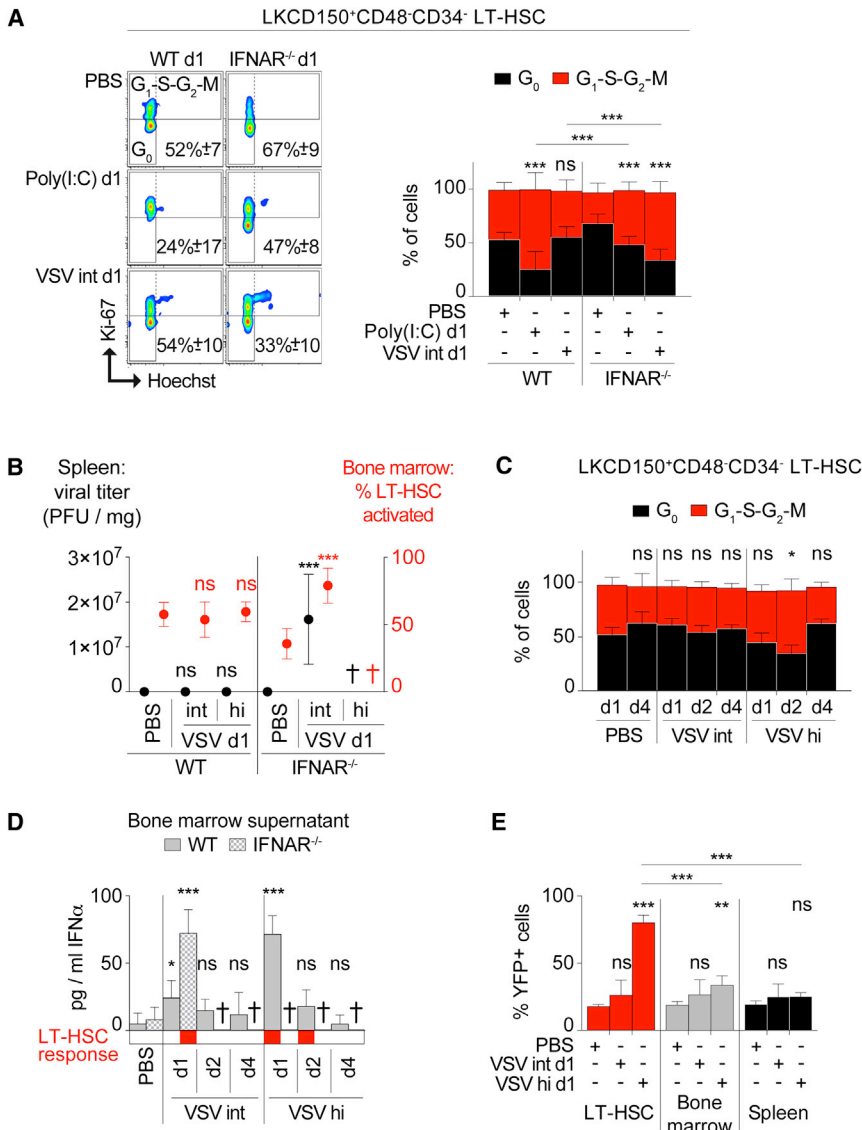 A
LKCD150⁺CD48⁻CD34⁻ LT-HSC
WT d1 IFNAR⁻/⁻ d1
PBS
G₁-S-G₂-M
G₀ 52%±7 67%±9
Poly(I:C) d1
24%±17 47%±8
VSV int d1
54%±10 33%±10
Ki-67
Hoechst
G₀ G₁-S-G₂-M
***
***
*** ns *** ***
% of cells
100
50
0
PBS + - - + - -
Poly(I:C) d1 - + - - + -
VSV int d1 - - + - - +
WT IFNAR⁻/⁻
B
Spleen:
viral titer
(PFU / mg)
Bone marrow:
% LT-HSC
activated
3×10⁷
2×10⁷
1×10⁷
0
100
50
0
ns ns *** ***
ns ns † †
PBS int hi PBS int hi
VSV d1 VSV d1
WT IFNAR⁻/⁻
C
LKCD150⁺CD48⁻CD34⁻ LT-HSC
G₀ G₁-S-G₂-M
ns ns ns ns ns * ns
% of cells
100
50
0
d1 d4 d1 d2 d4 d1 d2 d4
PBS VSV int VSV hi
D
Bone marrow supernatant
WT IFNAR⁻/⁻
pg / ml IFNα
100
50
0
* *** ns ns *** ns ns
† † † † †
LT-HSC
response
PBS d1 d2 d4 d1 d2 d4
VSV int VSV hi
E
***
***
ns *** ns ** ns ns
% YFP⁺ cells
100
50
0
PBS + - - + - - + - -
VSV int d1 - + - - + - - + -
VSV hi d1 - - + - - + - - +
LT-HSC Bone marrow Spleen